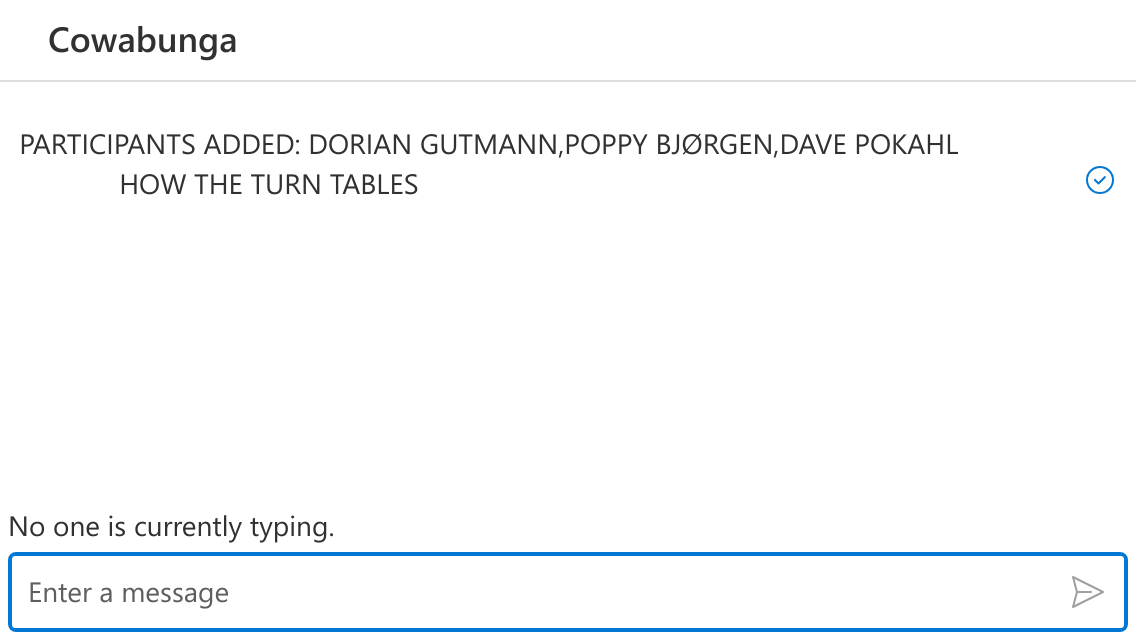 Cowabunga
PARTICIPANTS ADDED: DORIAN GUTMANN,POPPY BJØRGEN,DAVE POKAHL
HOW THE TURN TABLES
No one is currently typing.
Enter a message